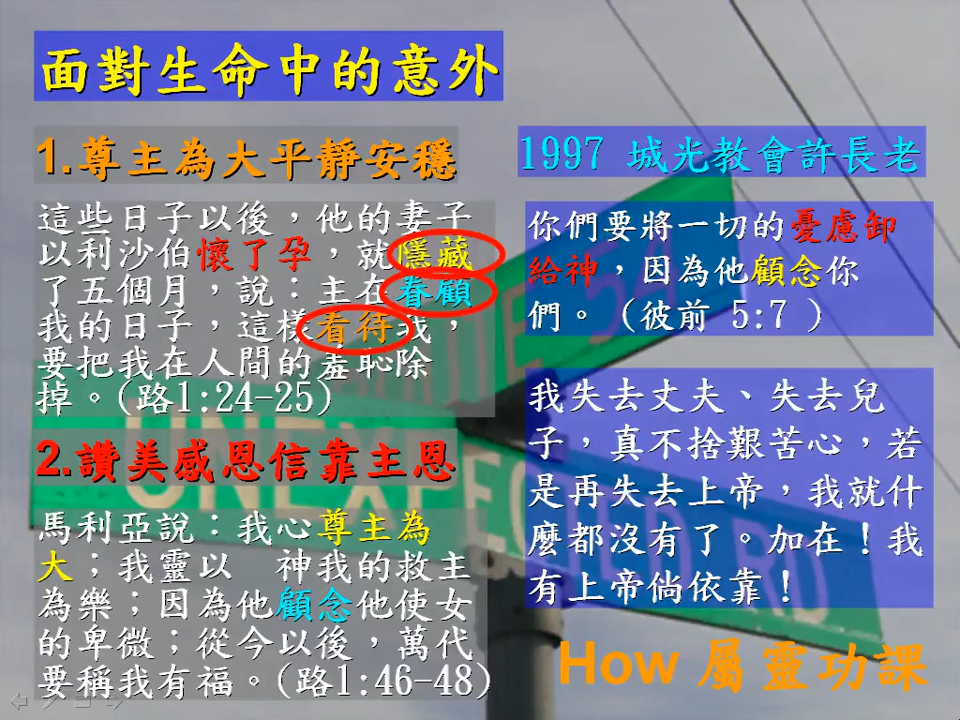 面對生命中的意外
1.尊主為大平靜安穩
這些日子以後，他的妻子
以利沙伯懷了孕，就隱藏
了五個月，說：主在眷顧
我的日子，這樣看待我，
要把我在人間的羞恥除
掉。(路1:24-25)
2.讚美感恩信靠主恩
馬利亞說：我心尊主為
大；我靈以　神我的救主
為樂；因為他顧念他使女
的卑微；從今以後，萬代
要稱我有福。(路1:46-48)
1997 城光教會許長老
你們要將一切的憂慮卸
給神，因為他顧念你
們。（彼前 5:7 ）
我失去丈夫、失去兒
子，真不捨艱苦心，若
是再失去上帝，我就什
麼都沒有了。加在！我
有上帝倘依靠！
How 屬靈功課
UNEXPEC